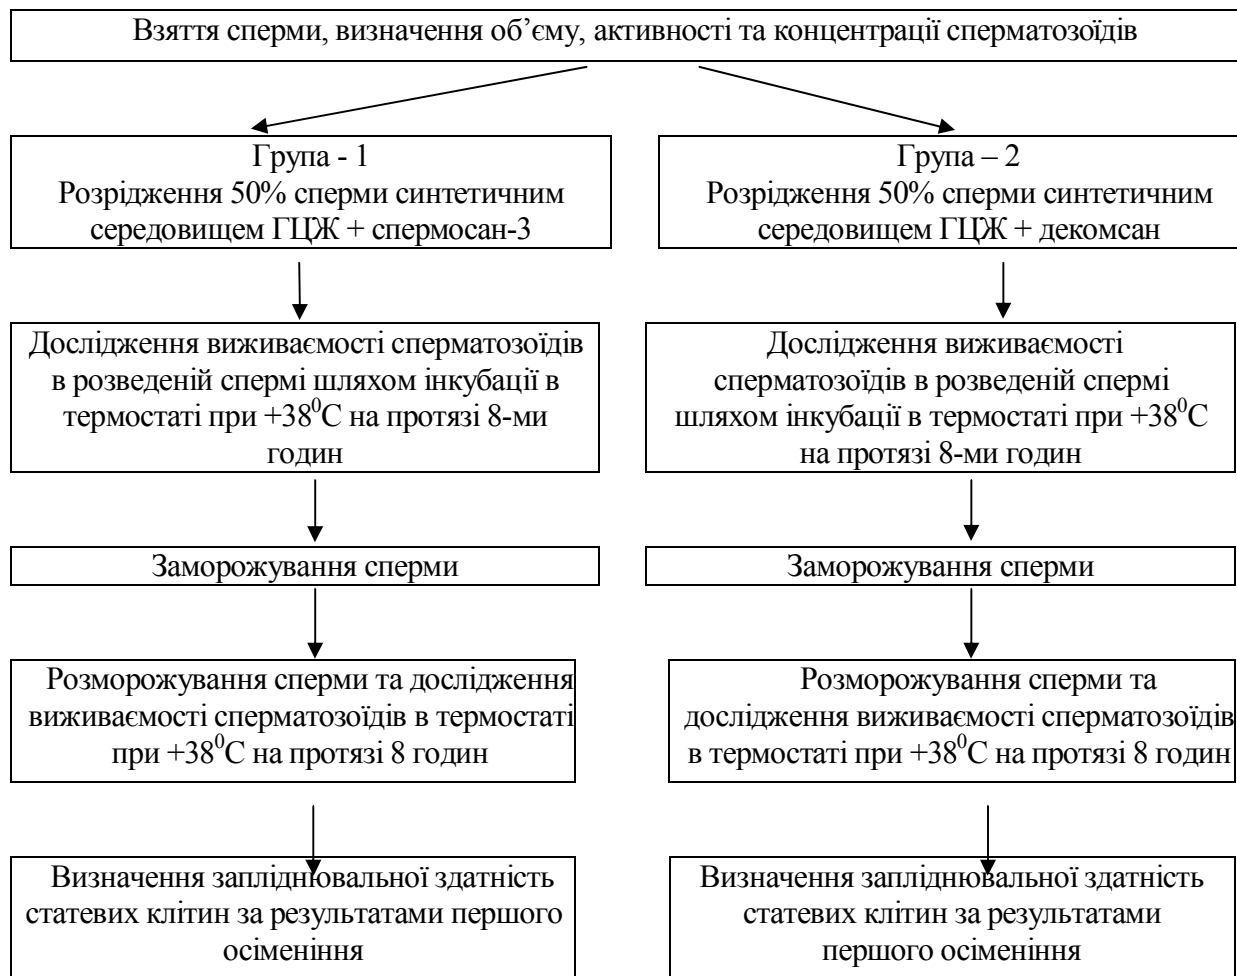 Взяття сперми, визначення об’єму, активності та концентрації сперматозоїдів
Група - 1
Розрідження 50% сперми синтетичним
середовищем ГЦЖ + спермосан-3
Група – 2
Розрідження 50% сперми синтетичним
середовищем ГЦЖ + декомсан
Дослідження виживаємості сперматозоїдів
в розведеній спермі шляхом інкубації в
термостаті при +38⁰С на протязі 8-ми
годин
Дослідження виживаємості
сперматозоїдів в розведеній спермі
шляхом інкубації в термостаті при +38⁰С
на протязі 8-ми годин
Заморожування сперми
Заморожування сперми
Розморожування сперми та дослідження
виживаємості сперматозоїдів в термостаті
при +38⁰С на протязі 8 годин
Розморожування сперми та
дослідження виживаємості сперматозоїдів
в термостаті при +38⁰С на протязі 8 годин
Визначення запліднювальної здатність
статевих клітин за результатами першого
осіменіння
Визначення запліднювальної здатність
статевих клітин за результатами
першого осіменіння